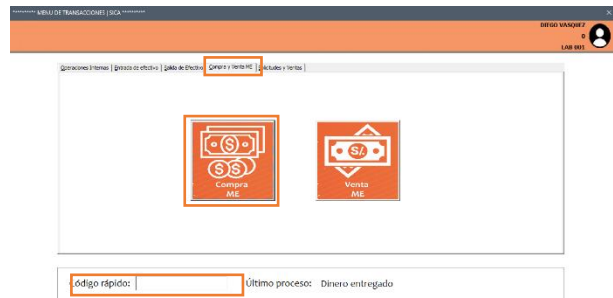 ********** MENU DE TRANSACCIONES | SICA **********
DIEGO VASQUEZ
0
LAB 001
Operaciones Internas | Entrada de efectivo | Salida de Efectivo | Compra y Venta ME | Solicitudes y Ventas |
S
S S
S/.
Compra
ME
Venta
ME
Código rápido: Último proceso: Dinero entregado